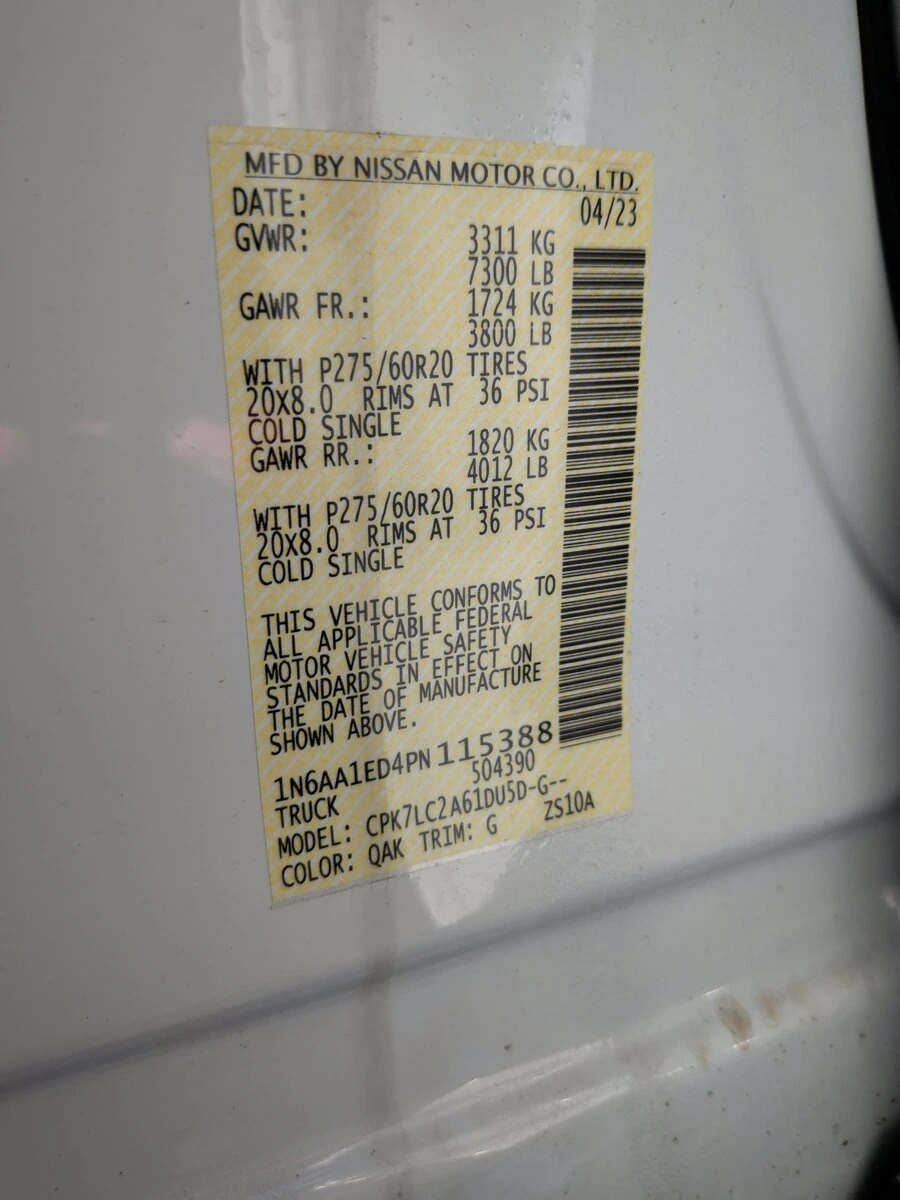 MFD BY NISSAN MOTOR CO., LTD.
DATE: 04/23
GVWR: 3311 KG
7300 LB
GAWR FR.: 1724 KG
3800 LB
WITH P275/60R20 TIRES
20X8.0 RIMS AT 36 PSI
COLD SINGLE
GAWR RR.: 1820 KG
4012 LB
WITH P275/60R20 TIRES
20X8.0 RIMS AT 36 PSI
COLD SINGLE
THIS VEHICLE CONFORMS TO
ALL APPLICABLE FEDERAL
MOTOR VEHICLE SAFETY
STANDARDS IN EFFECT ON
THE DATE OF MANUFACTURE
SHOWN ABOVE.
1N6AA1ED4PN115388
TRUCK 504390
MODEL: CPK7LC2A61DU5D-G--
COLOR: QAK TRIM: G ZS10A